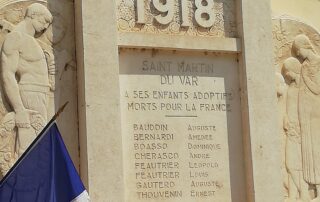 1918
SAINT MARTIN
DU VAR
A SES ENFANTS ADOPTIFS
MORTS POUR LA FRANCE
BAUDOIN AUGUSTE
BERNARDI AMEDEE
BOASSO DOMINIQUE
CHERASCO ANDRE
FEAUTRIER LEOPOLD
FEAUTRIER LOUIS
GAUTERO AUGUSTE
THOUVENIN ERNEST